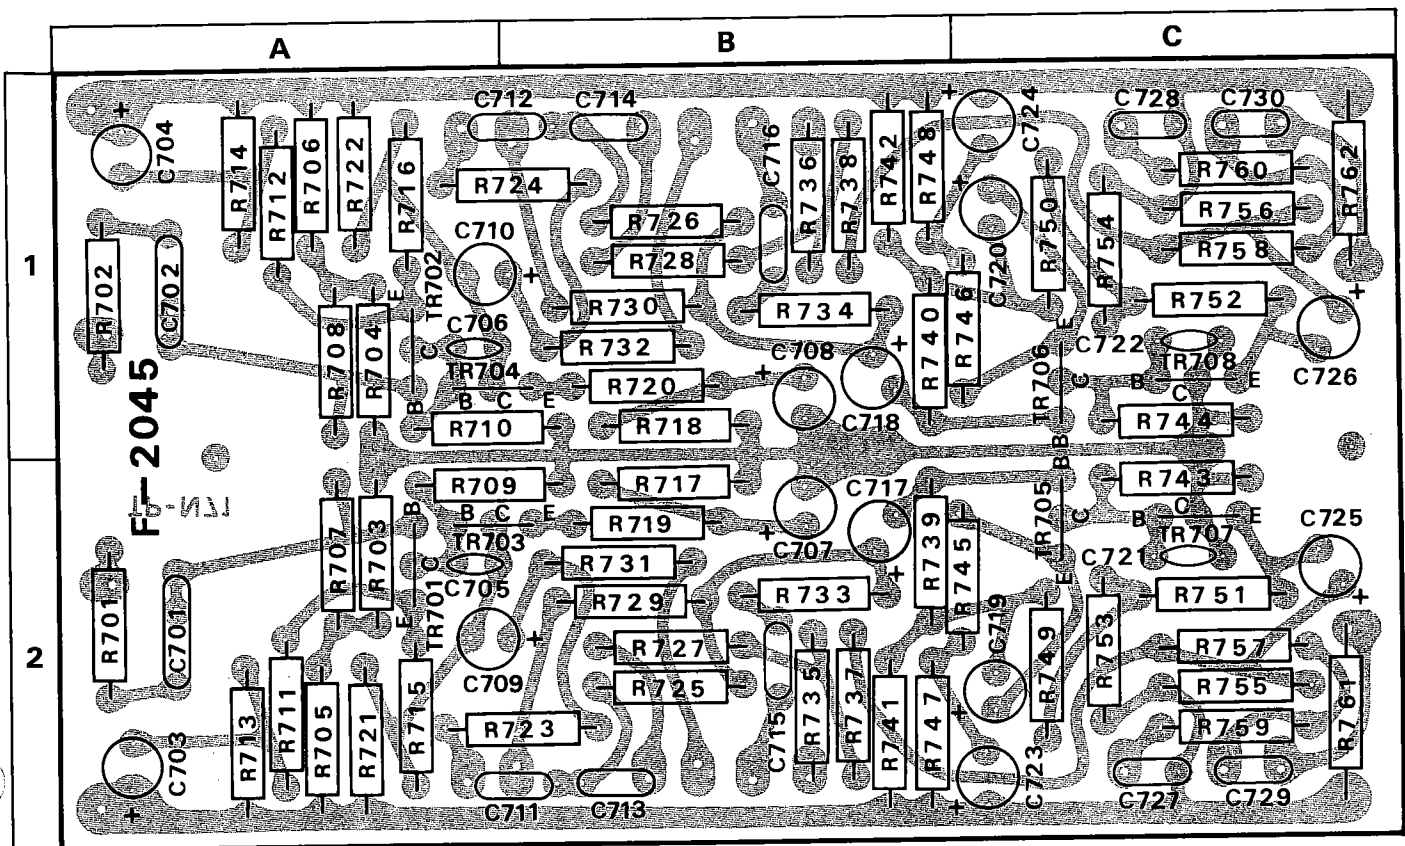 A B C
1
2
C712 C714 C724 C728 C730
+ C704 R714 R712 R706 R722 R716 R724 C716 R736 R738 R742 R748 + R760 R762
R726 + R756
R728 C720 R750 R754 R758
C710 +
R702 C702 TR702 E R730 R734 R740 R746 R752 +
R708 R704 C706 R732 C708 + E C722 TR708 C726
C TR704 R720 + C718 TR706 C B C E
B B C E
R710 R718 R744
F-2045 B
TP-N71
R709 R717 C717 B R743
R707 R703 B B C E R719 C707 + R739 R745 TR705 C B C E C725
C TR703 R731 + C721 TR707
C705 R729 R733 E R751 +
R701 C701 TR701 E C719 R749 R753
C709 + R727 R757
R725 C715 R735 R737 R741 R747 + R755 R761
C703 + R713 R711 R705 R721 R715 R723 R759
C711 C713 + C723 C727 C729